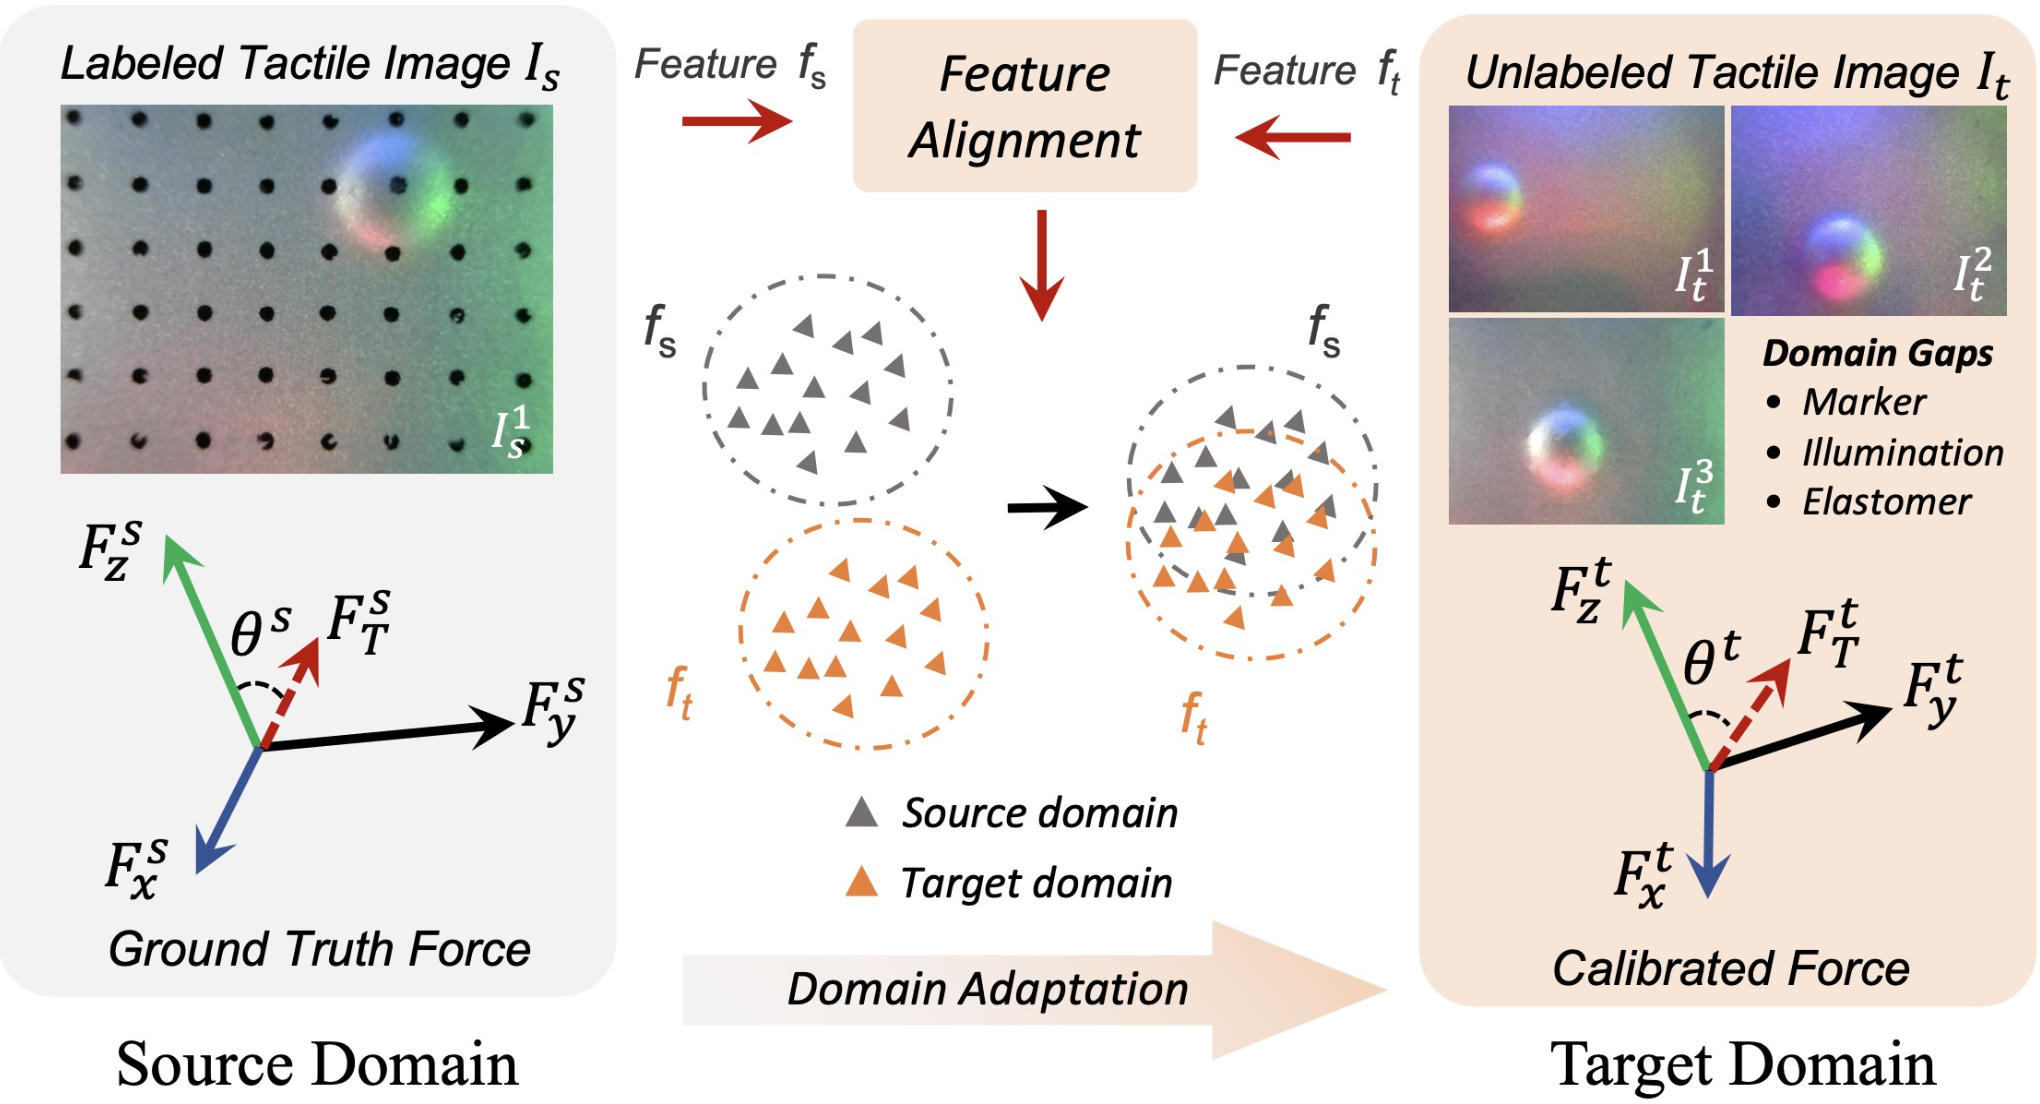 Labeled Tactile Image I_s
I_s^1
F_z^s
θ^s
F_T^s
F_y^s
F_x^s
Ground Truth Force
Source Domain
Feature f_s
Feature
Alignment
Feature f_t
f_s
f_t
f_s
f_t
Source domain
Target domain
Domain Adaptation
Unlabeled Tactile Image I_t
I_t^1
I_t^2
I_t^3
Domain Gaps
• Marker
• Illumination
• Elastomer
F_z^t
θ^t
F_T^t
F_y^t
F_x^t
Calibrated Force
Target Domain